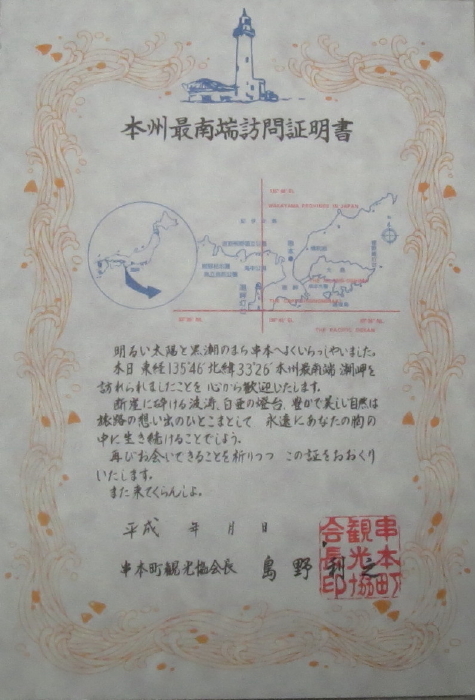 本州最南端訪問証明書
明るい太陽と黒潮のまち串本へよくいらっしゃいました。
本日 東経135°46′ 北緯33°26′ 本州最南端 潮岬を
訪れられましたことを 心から歓迎いたします。
断崖に砕ける波涛、白亜の燈台、豊かで美しい自然は
旅路の想い出のひとこまとして 永遠にあなたの胸の
中に生き続けることでしょう。
再びお会いできることを祈りつつ この証をおおくり
いたします。
また来てくらんしよ。
平成 年 月 日
串本町観光協会長 島野利之
串本町
観光協
会長印